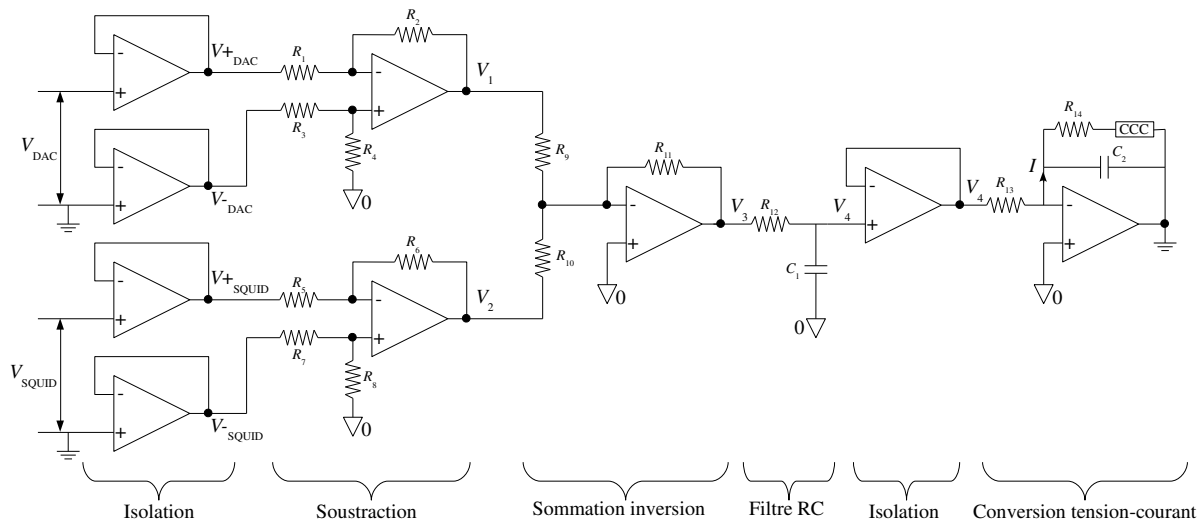 V+DAC
R1
R2
V1
R3
R4
0
VDAC
V-DAC
R9
R11
R10
0
V3
R12
V4
C1
0
V4
R13
I
R14
CCC
C2
0
V+SQUID
R5
R6
V2
R7
R8
0
VSQUID
V-SQUID
- + - + - + - + - + - + - + - + - +
Isolation
Soustraction
Sommation inversion
Filtre RC
Isolation
Conversion tension-courant